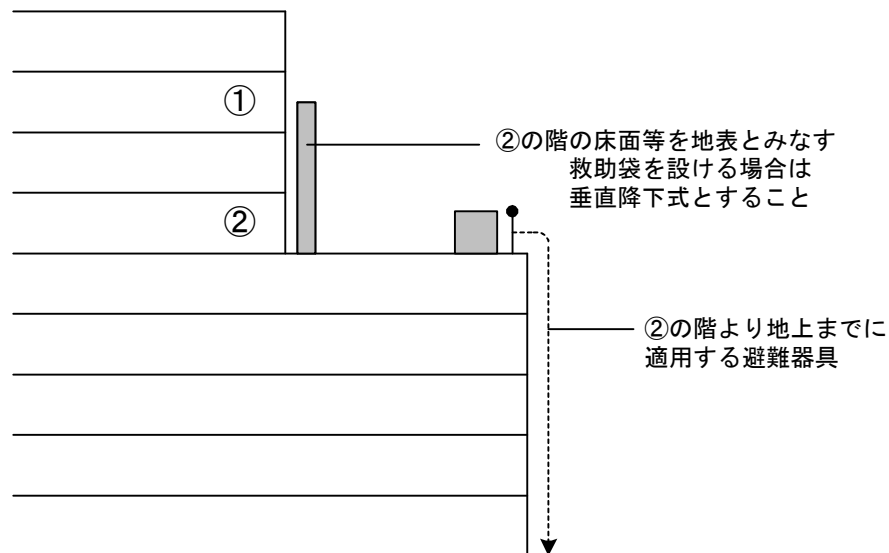 ①
②の階の床面等を地表とみなす
救助袋を設ける場合は
垂直降下式とすること
②
②の階より地上までに
適用する避難器具